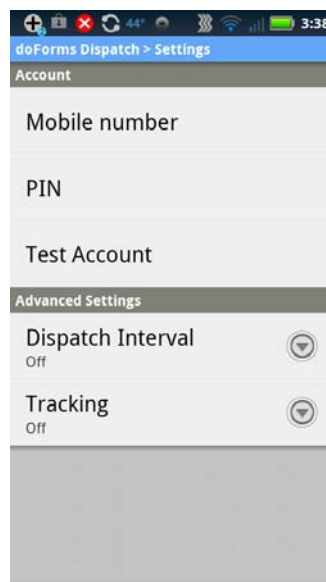 44° 3:38
doForms Dispatch > Settings
Account
Mobile number
PIN
Test Account
Advanced Settings
Dispatch Interval
Off
Tracking
Off